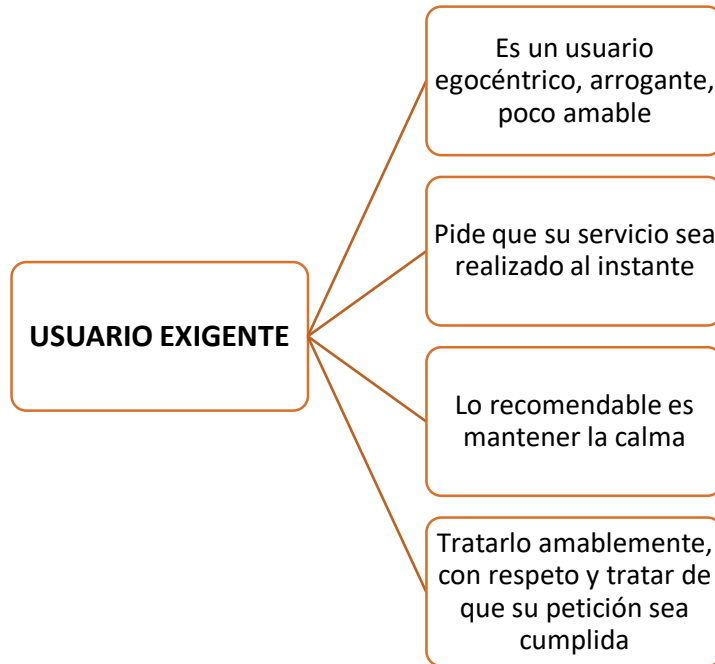 Es un usuario
egocéntrico, arrogante,
poco amable
Pide que su servicio sea
realizado al instante
USUARIO EXIGENTE
Lo recomendable es
mantener la calma
Tratarlo amablemente,
con respeto y tratar de
que su petición sea
cumplida